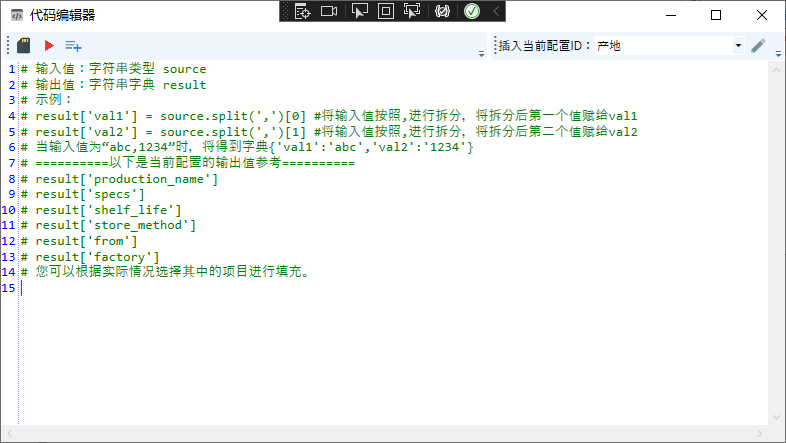 代码编辑器
插入当前配置ID： 产地
1 # 输入值：字符串类型 source
2 # 输出值：字符串字典 result
3 # 示例：
4 # result['val1'] = source.split(',')[0] #将输入值按照,进行拆分，将拆分后第一个值赋给val1
5 # result['val2'] = source.split(',')[1] #将输入值按照,进行拆分，将拆分后第二个值赋给val2
6 # 当输入值为“abc,1234”时，将得到字典{'val1':'abc','val2':'1234'}
7 # ==========以下是当前配置的输出值参考==========
8 # result['production_name']
9 # result['specs']
10 # result['shelf_life']
11 # result['store_method']
12 # result['from']
13 # result['factory']
14 # 您可以根据实际情况选择其中的项目进行填充。
15